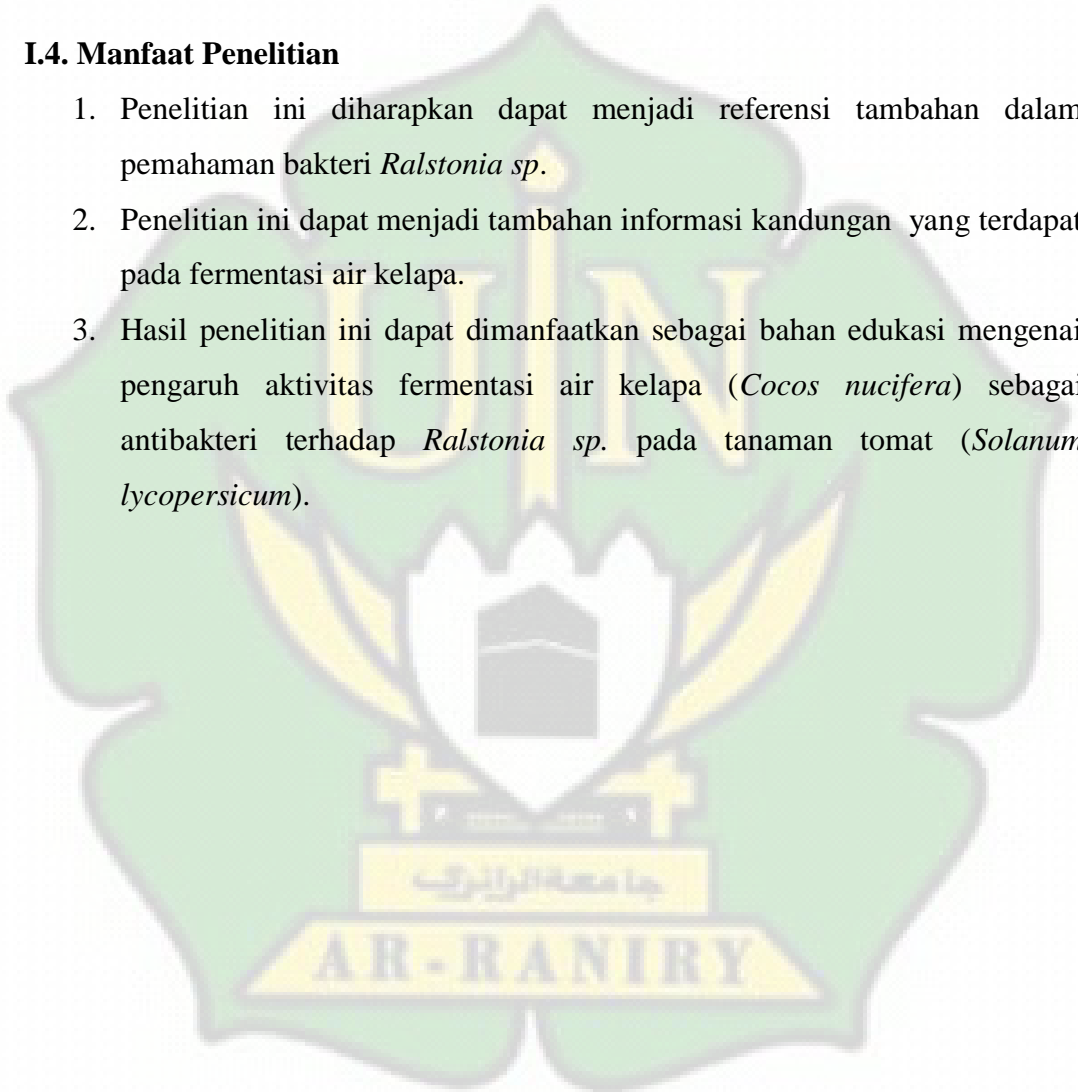 I.4. Manfaat Penelitian
1. Penelitian ini diharapkan dapat menjadi referensi tambahan dalam
pemahaman bakteri Ralstonia sp.
2. Penelitian ini dapat menjadi tambahan informasi kandungan yang terdapat
pada fermentasi air kelapa.
3. Hasil penelitian ini dapat dimanfaatkan sebagai bahan edukasi mengenai
pengaruh aktivitas fermentasi air kelapa (Cocos nucifera) sebagai
antibakteri terhadap Ralstonia sp. pada tanaman tomat (Solanum
lycopersicum).
UIN
جامعة الرانري
AR-RANIRY